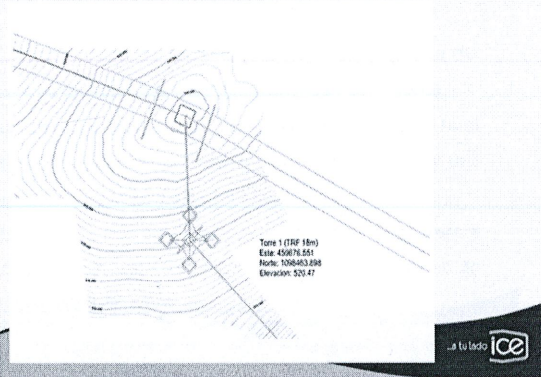 Torre 1 (TRF 18m)
Este: 459676.551
Norte: 1098463.898
Elevacion: 520.47
...a tu lado ice